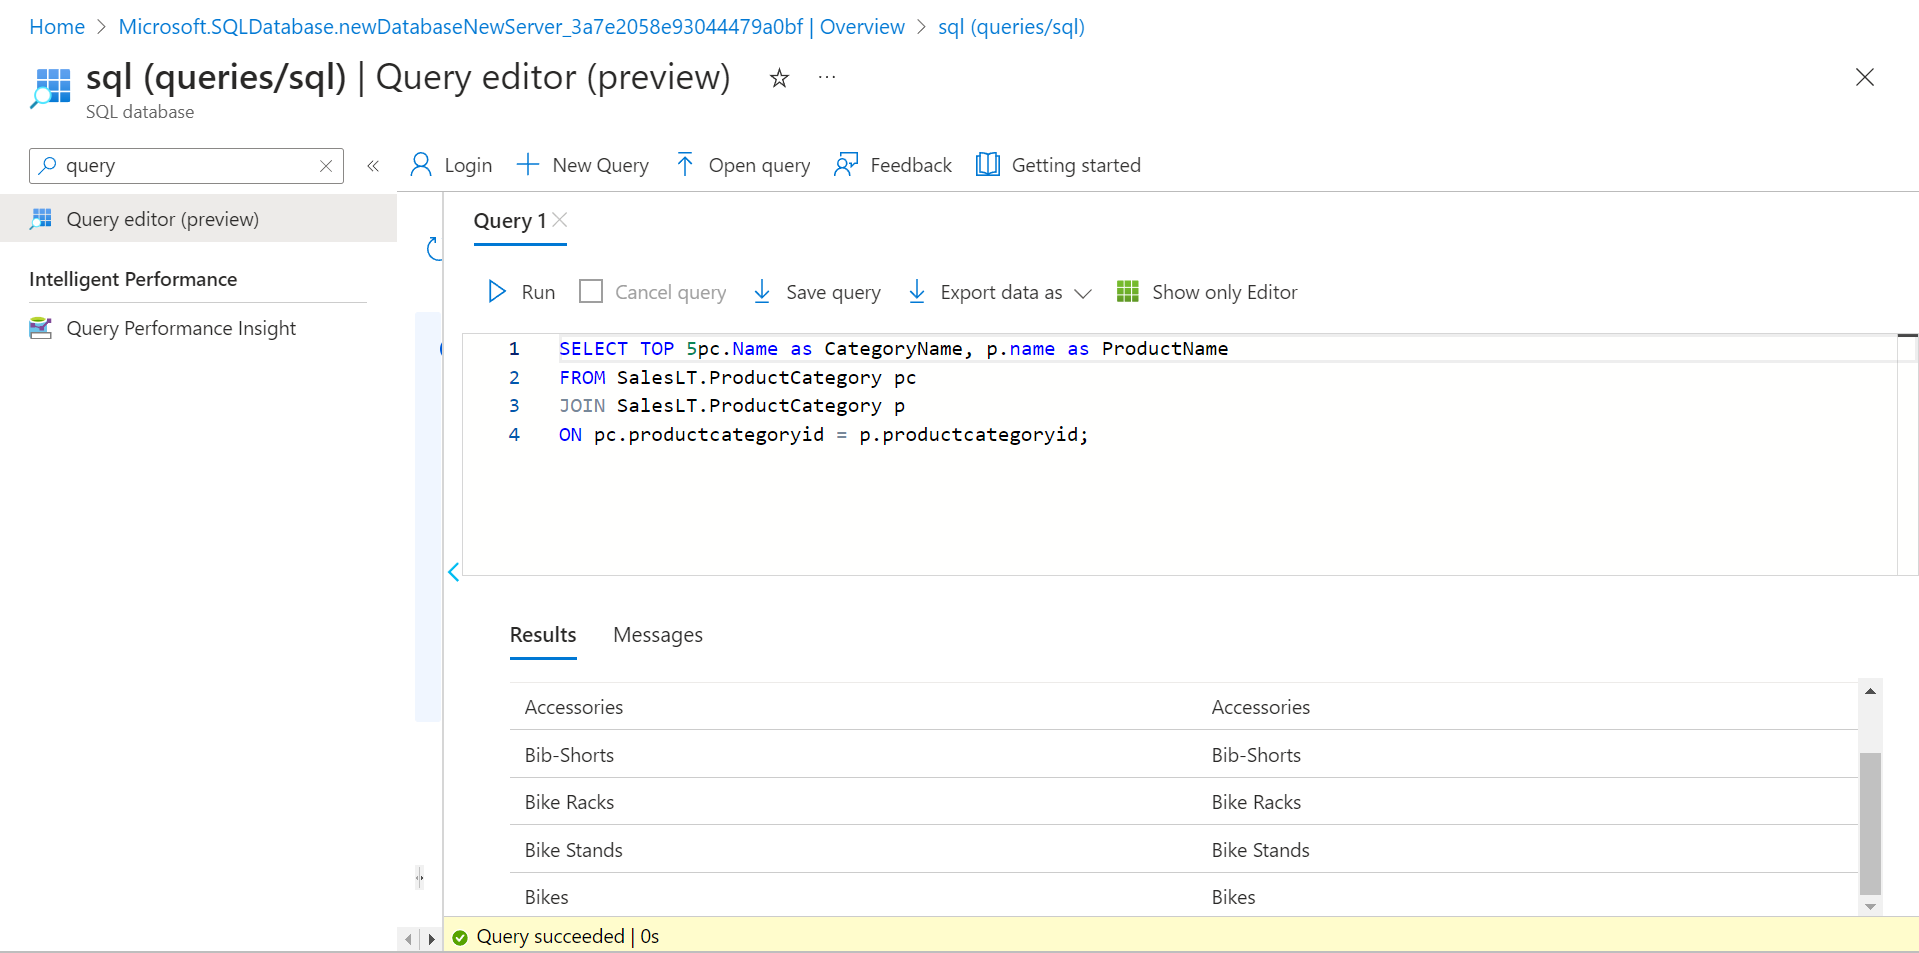 Home > Microsoft.SQLDatabase.newDatabaseNewServer_3a7e2058e93044479a0bf | Overview > sql (queries/sql)
sql (queries/sql) | Query editor (preview) ☆ ···
SQL database
query
Query editor (preview)
Intelligent Performance
Query Performance Insight
Login New Query Open query Feedback Getting started
Query 1
Run Cancel query Save query Export data as Show only Editor
1 SELECT TOP 5pc.Name as CategoryName, p.name as ProductName
2 FROM SalesLT.ProductCategory pc
3 JOIN SalesLT.ProductCategory p
4 ON pc.productcategoryid = p.productcategoryid;
Results Messages
Accessories Accessories
Bib-Shorts Bib-Shorts
Bike Racks Bike Racks
Bike Stands Bike Stands
Bikes Bikes
Query succeeded | 0s